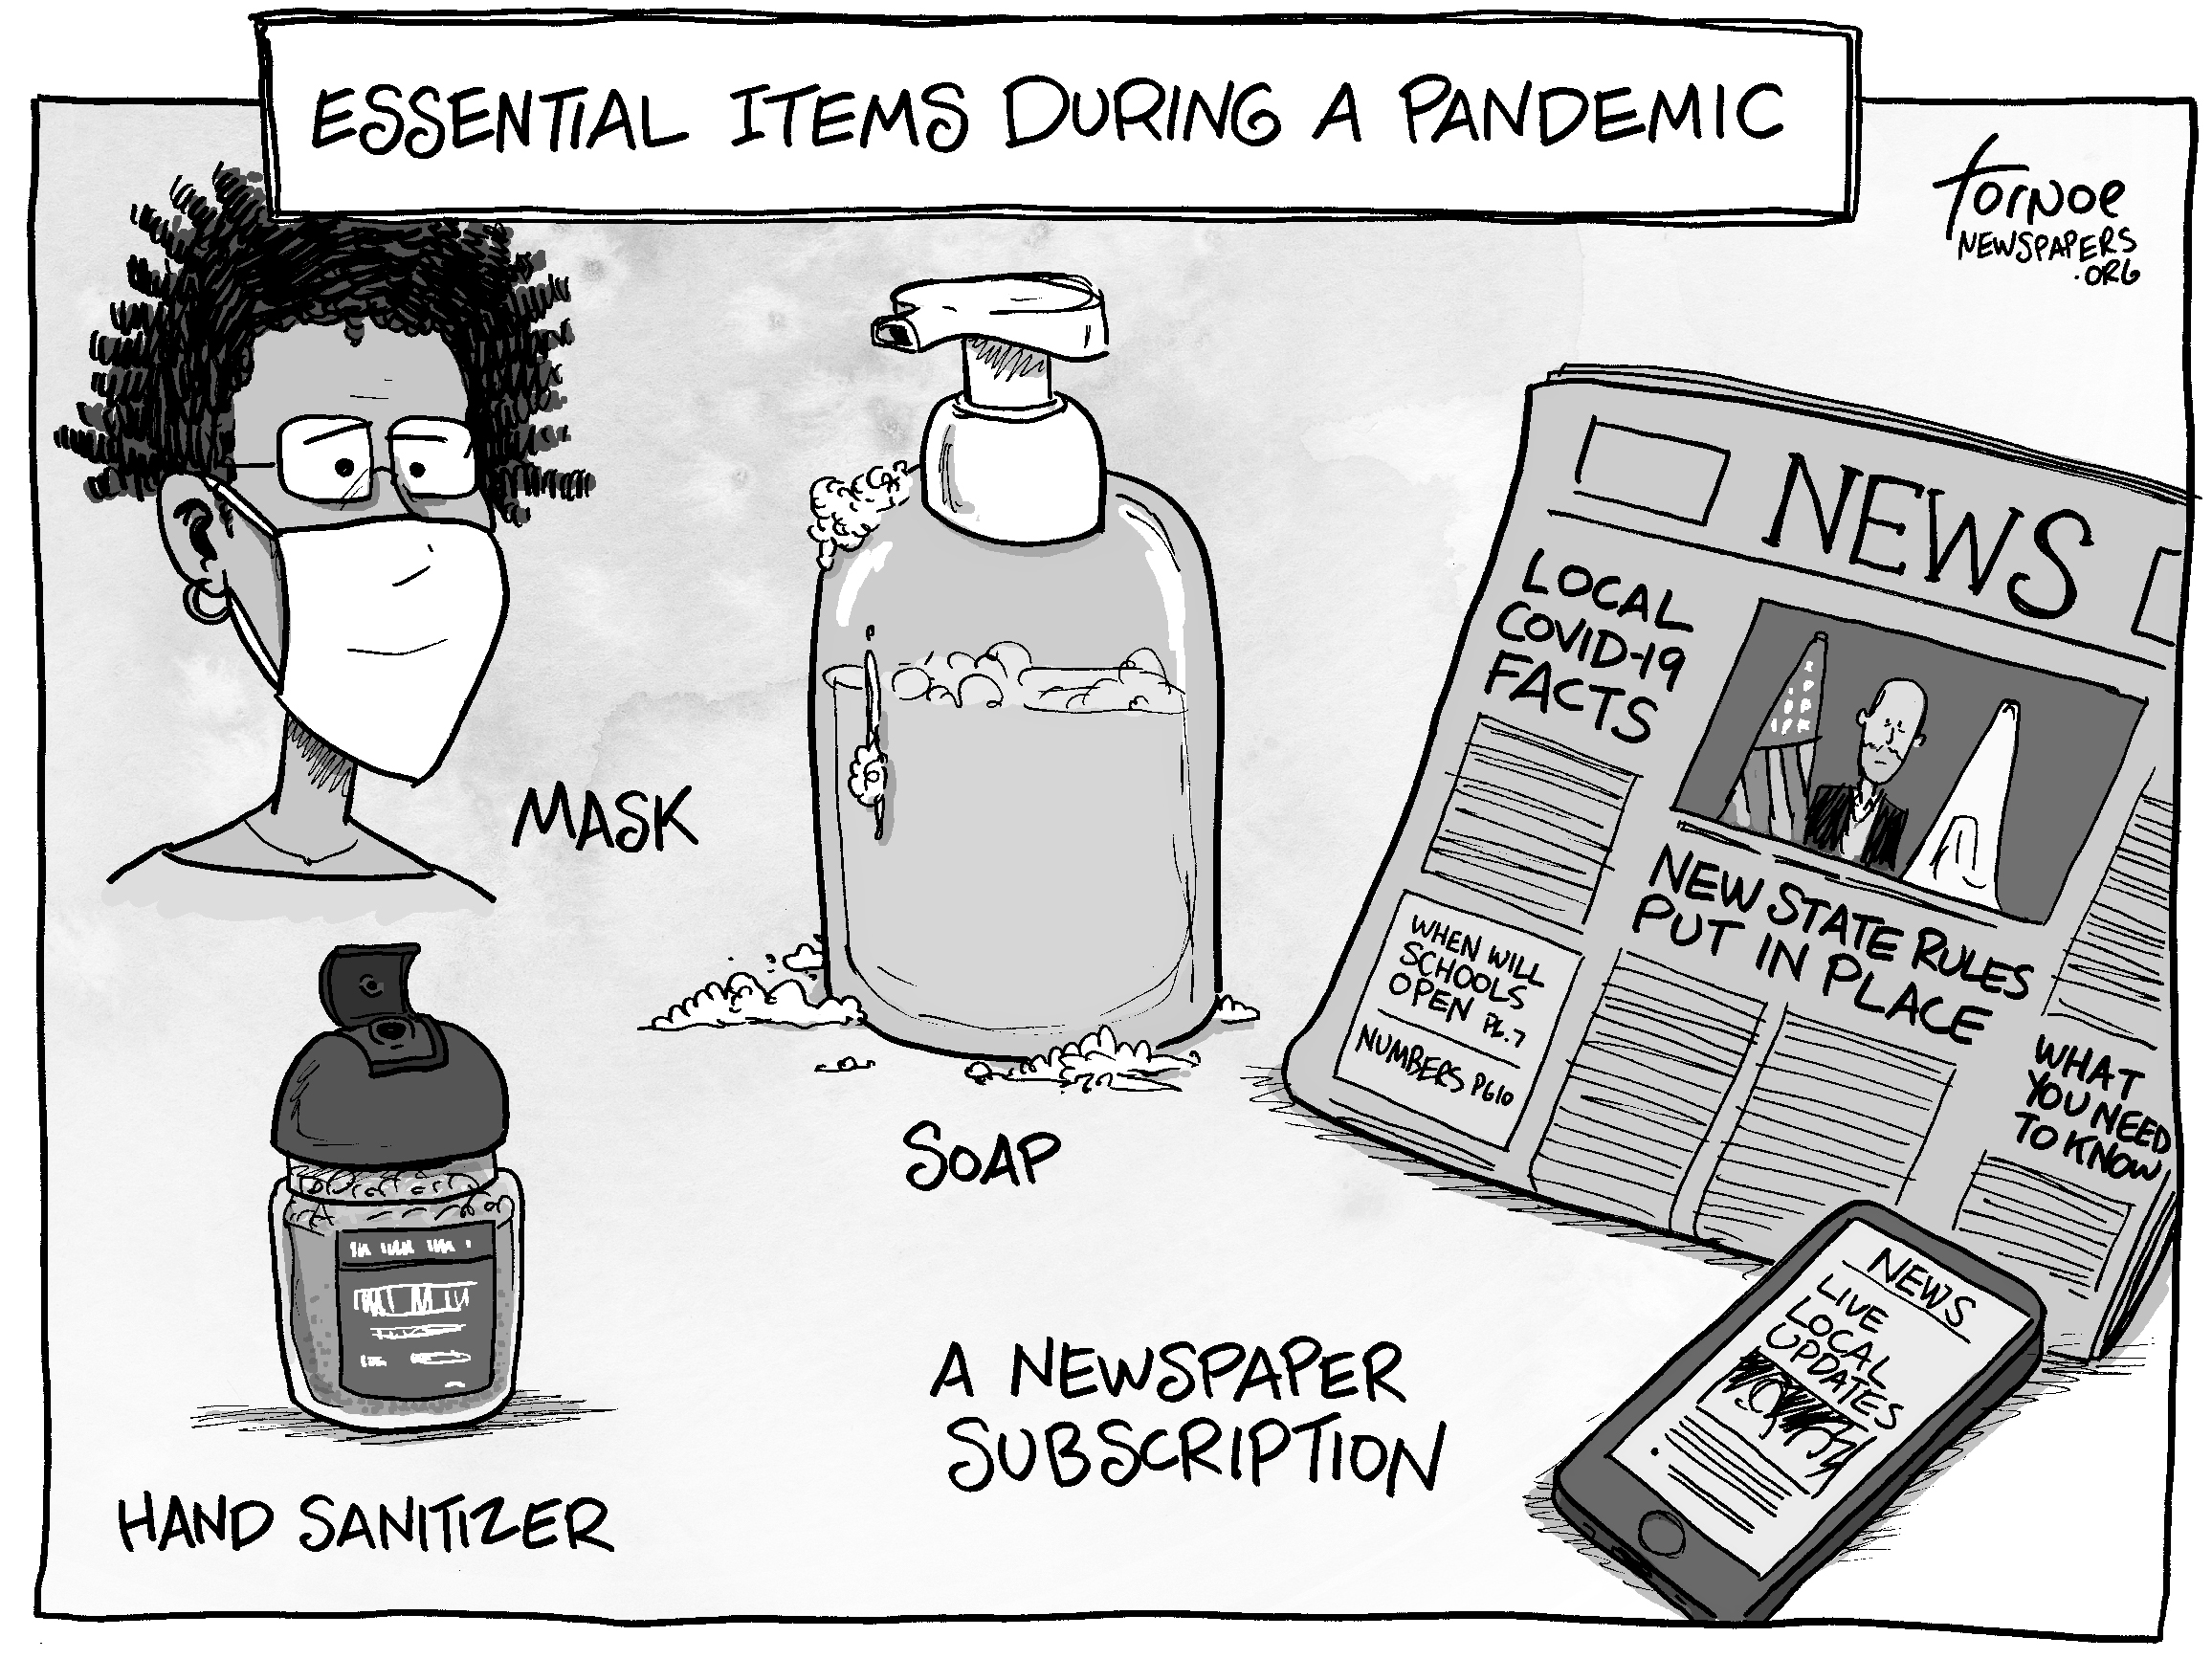 ESSENTIAL ITEMS DURING A PANDEMIC
tornoe
NEWSPAPERS
.ORG
MASK
SOAP
HAND SANITIZER
A NEWSPAPER
SUBSCRIPTION
NEWS
LOCAL
COVID-19
FACTS
NEW STATE RULES
PUT IN PLACE
WHEN WILL
SCHOOLS
OPEN PG.7
NUMBERS PG10
WHAT
YOU NEED
TO KNOW
NEWS
LIVE
LOCAL
UPDATES